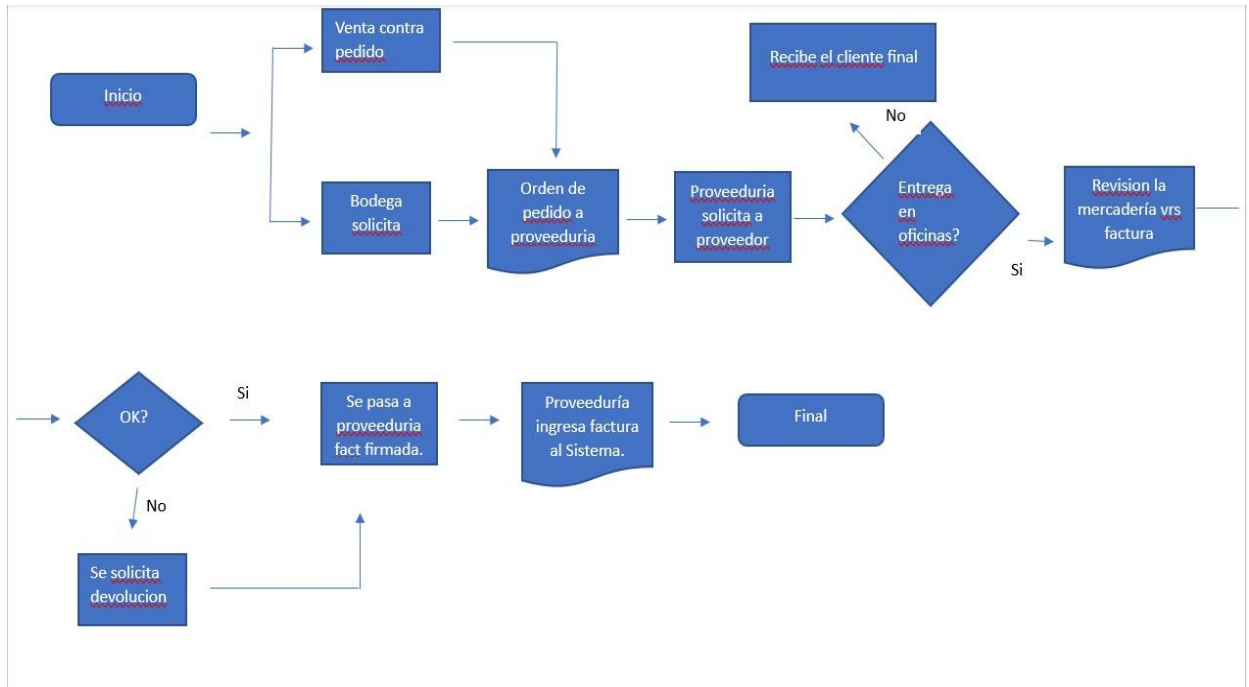 Inicio
Venta contra
pedido
Bodega
solicita
Orden de
pedido a
proveeduria
Proveeduria
solicita a
proveedor
Recibe el cliente final
No
Entrega
en
oficinas?
Si
Revision la
mercadería vrs
factura
OK?
Si
No
Se solicita
devolucion
Se pasa a
proveeduria
fact firmada.
Proveeduría
ingresa factura
al Sistema.
Final